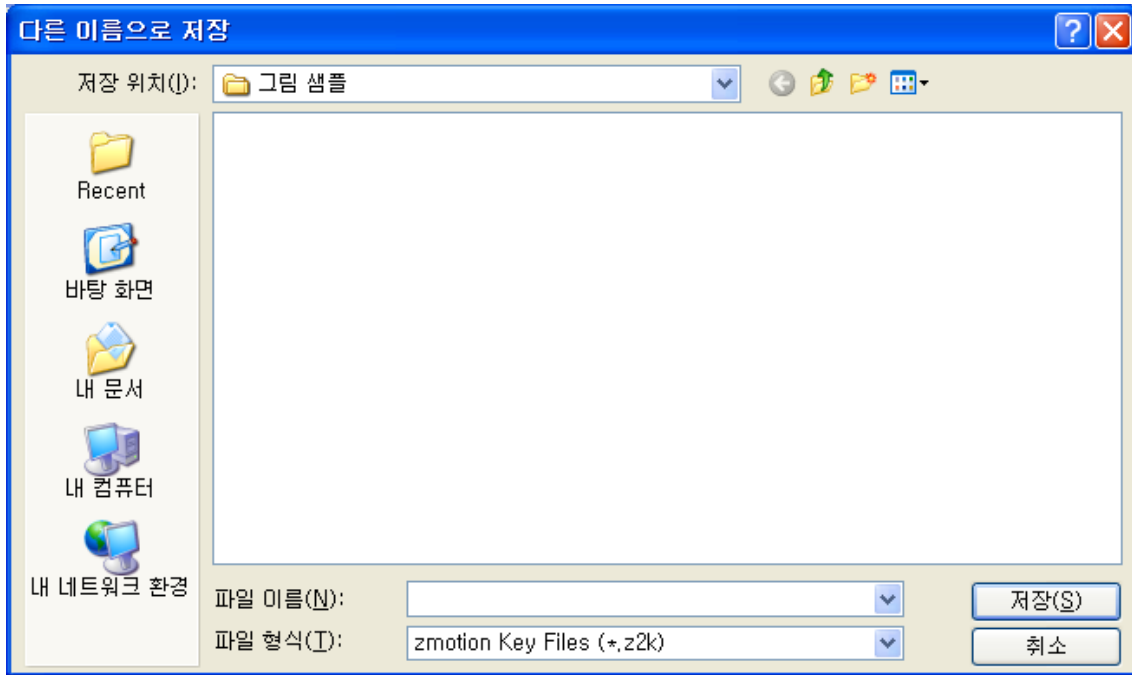 다른 이름으로 저장
저장 위치(I): 그림 샘플
Recent
바탕 화면
내 문서
내 컴퓨터
내 네트워크 환경
파일 이름(N):
저장(S)
파일 형식(T): zmotion Key Files (*,z2k)
취소